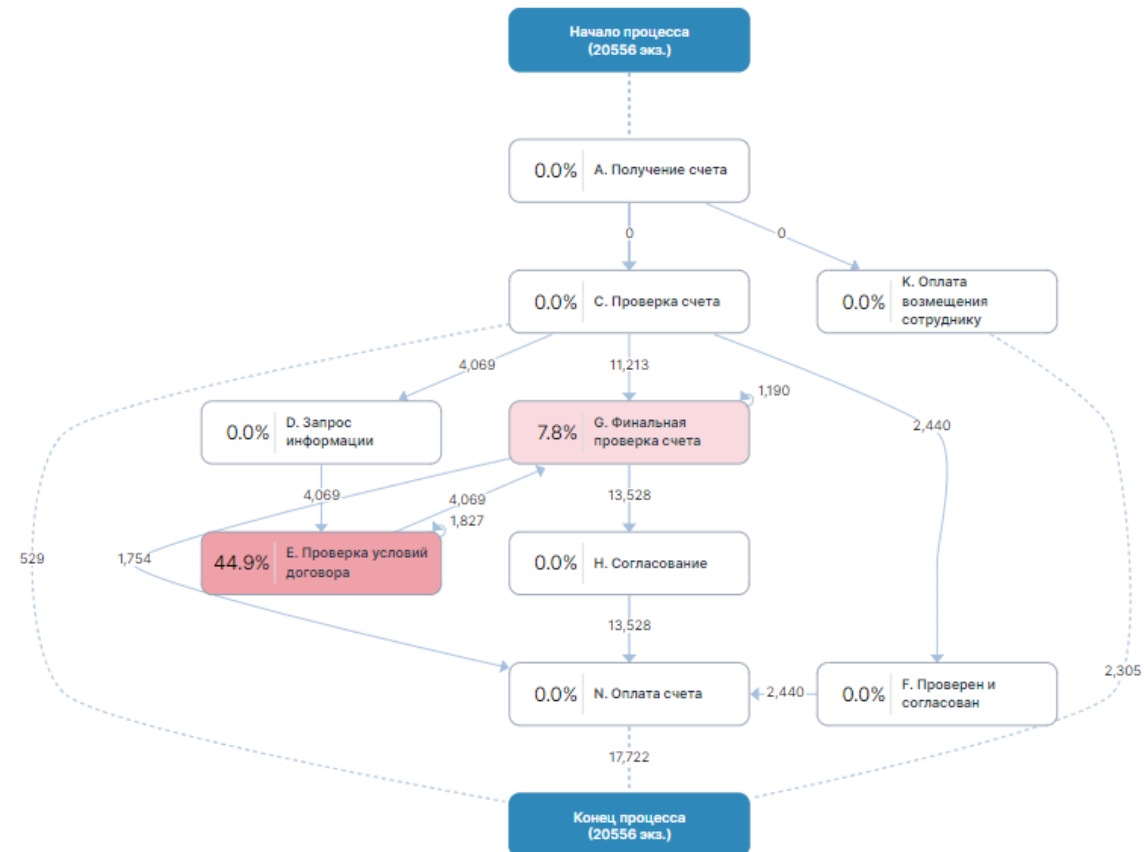 Начало процесса
(20556 экз.)
0.0%
А. Получение счета
0
0
0.0%
С. Проверка счета
0.0%
К. Оплата
возмещения
сотруднику
4,069
11,213
1,190
2,440
0.0%
D. Запрос
информации
7.8%
G. Финальная
проверка счета
4,069
4,069
13,528
1,827
529
1,754
44.9%
Е. Проверка условий
договора
0.0%
Н. Согласование
13,528
2,305
0.0%
N. Оплата счета
2,440
0.0%
F. Проверен и
согласован
17,722
Конец процесса
(20556 экз.)